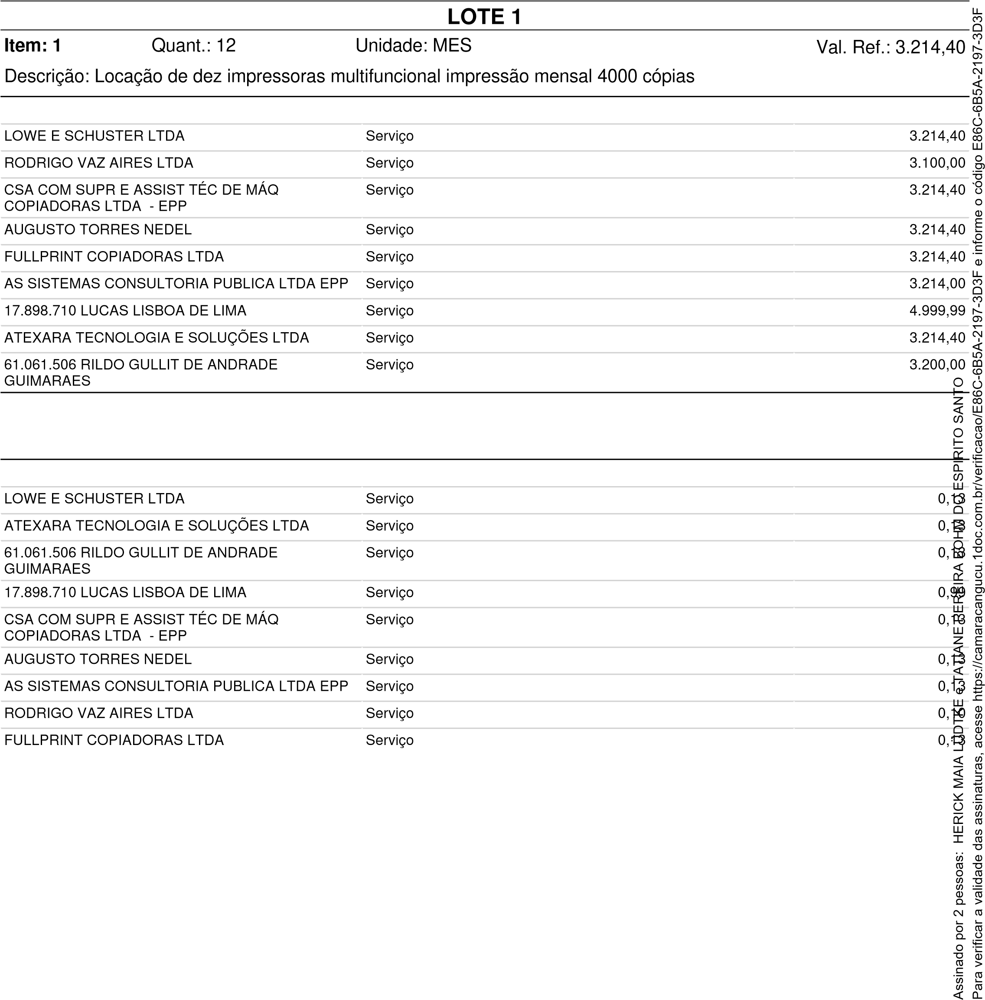 LOTE 1
Item: 1 Quant.: 12 Unidade: MES Val. Ref.: 3.214,40
Descrição: Locação de dez impressoras multifuncional impressão mensal 4000 cópias
LOWE E SCHUSTER LTDA Serviço 3.214,40
RODRIGO VAZ AIRES LTDA Serviço 3.100,00
CSA COM SUPR E ASSIST TÉC DE MÁQ Serviço 3.214,40
COPIADORAS LTDA - EPP
AUGUSTO TORRES NEDEL Serviço 3.214,40
FULLPRINT COPIADORAS LTDA Serviço 3.214,40
AS SISTEMAS CONSULTORIA PUBLICA LTDA EPP Serviço 3.214,00
17.898.710 LUCAS LISBOA DE LIMA Serviço 4.999,99
ATEXARA TECNOLOGIA E SOLUÇÕES LTDA Serviço 3.214,40
61.061.506 RILDO GULLIT DE ANDRADE Serviço 3.200,00
GUIMARAES
LOWE E SCHUSTER LTDA Serviço 0,13
ATEXARA TECNOLOGIA E SOLUÇÕES LTDA Serviço 0,13
61.061.506 RILDO GULLIT DE ANDRADE Serviço 0,13
GUIMARAES
17.898.710 LUCAS LISBOA DE LIMA Serviço 0,99
CSA COM SUPR E ASSIST TÉC DE MÁQ Serviço 0,13
COPIADORAS LTDA - EPP
AUGUSTO TORRES NEDEL Serviço 0,13
AS SISTEMAS CONSULTORIA PUBLICA LTDA EPP Serviço 0,13
RODRIGO VAZ AIRES LTDA Serviço 0,10
FULLPRINT COPIADORAS LTDA Serviço 0,13
Assinado por 2 pessoas: HERICK MAIA LUDTKE e TATIANE BEREIRA BOHM DO ESPIRITO SANTO
Para verificar a validade das assinaturas, acesse https://camaracangucu.1doc.com.br/verificacao/E86C-6B5A-2197-3D3F e informe o código E86C-6B5A-2197-3D3F